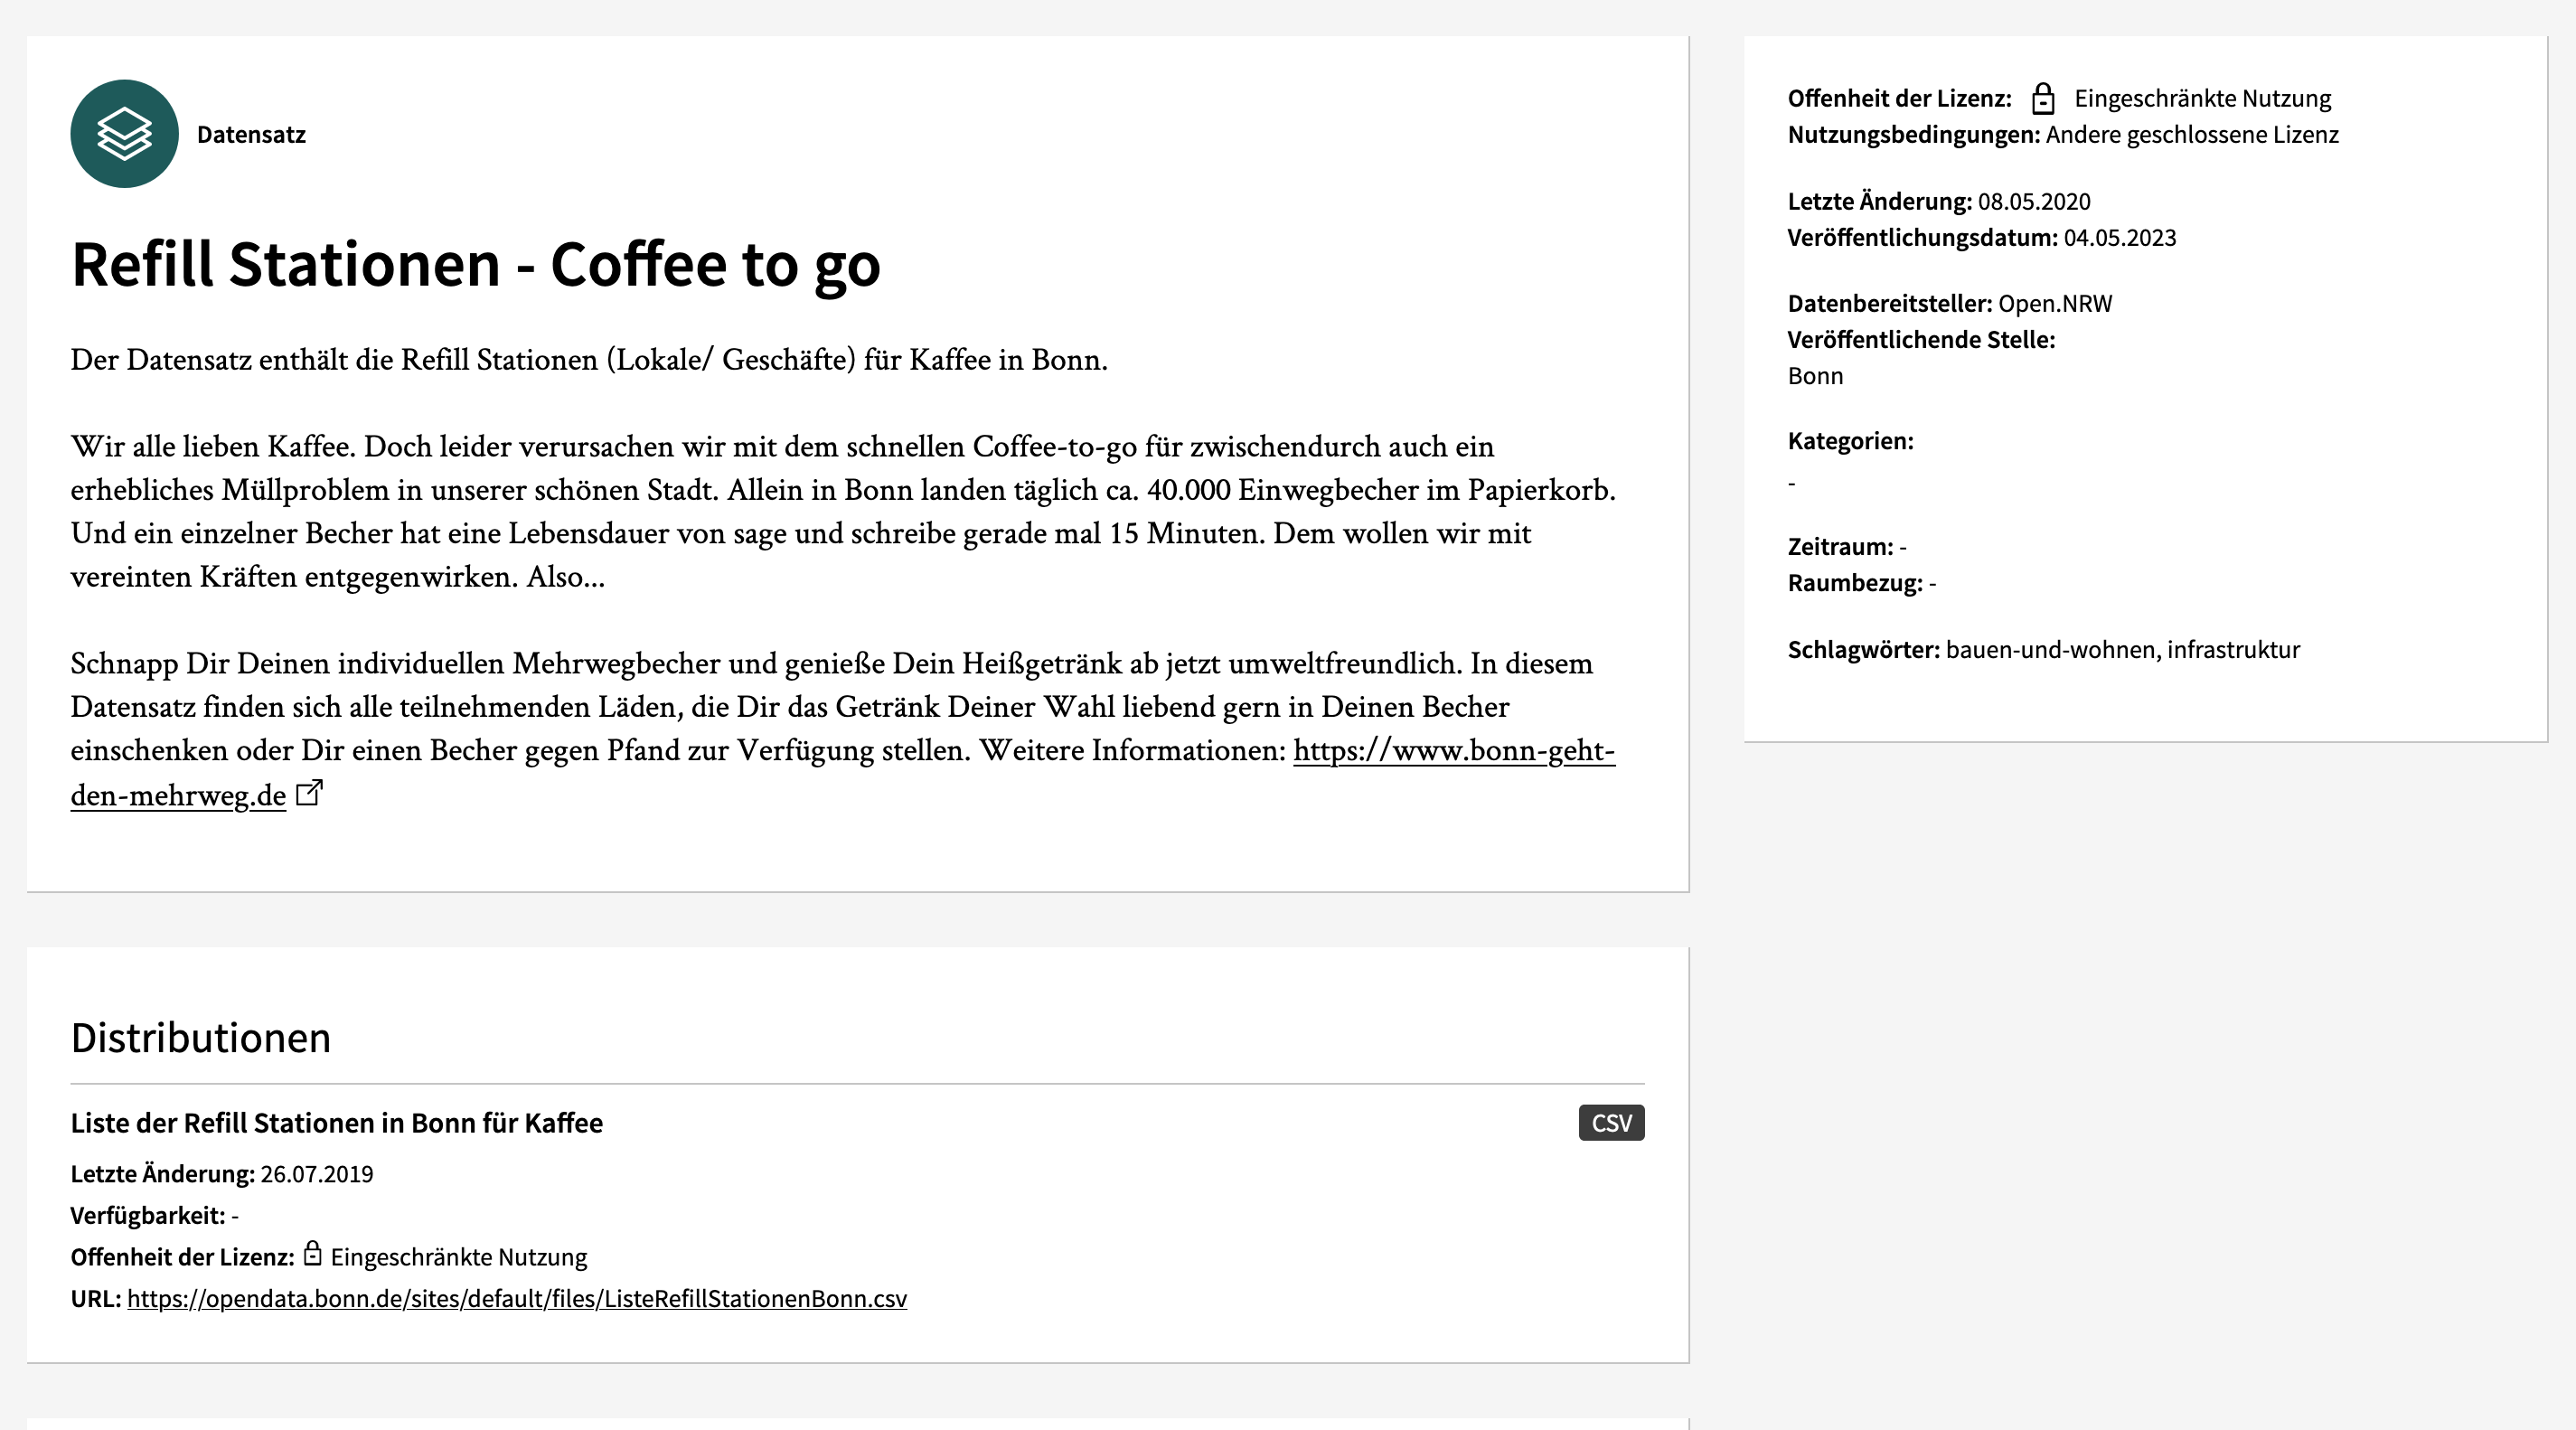 Datensatz
Refill Stationen - Coffee to go
Der Datensatz enthält die Refill Stationen (Lokale/ Geschäfte) für Kaffee in Bonn.
Wir alle lieben Kaffee. Doch leider verursachen wir mit dem schnellen Coffee-to-go für zwischendurch auch ein
erhebliches Müllproblem in unserer schönen Stadt. Allein in Bonn landen täglich ca. 40.000 Einwegbecher im Papierkorb.
Und ein einzelner Becher hat eine Lebensdauer von sage und schreibe gerade mal 15 Minuten. Dem wollen wir mit
vereinten Kräften entgegenwirken. Also...
Schnapp Dir Deinen individuellen Mehrwegbecher und genieße Dein Heißgetränk ab jetzt umweltfreundlich. In diesem
Datensatz finden sich alle teilnehmenden Läden, die Dir das Getränk Deiner Wahl liebend gern in Deinen Becher
einschenken oder Dir einen Becher gegen Pfand zur Verfügung stellen. Weitere Informationen: https://www.bonn-geht-
den-mehrweg.de
Distributionen
Liste der Refill Stationen in Bonn für Kaffee
CSV
Letzte Änderung: 26.07.2019
Verfügbarkeit: -
Offenheit der Lizenz: Eingeschränkte Nutzung
URL: https://opendata.bonn.de/sites/default/files/ListeRefillStationenBonn.csv
Offenheit der Lizenz: Eingeschränkte Nutzung
Nutzungsbedingungen: Andere geschlossene Lizenz
Letzte Änderung: 08.05.2020
Veröffentlichungsdatum: 04.05.2023
Datenbereitsteller: Open.NRW
Veröffentlichende Stelle:
Bonn
Kategorien:
-
Zeitraum: -
Raumbezug: -
Schlagwörter: bauen-und-wohnen, infrastruktur